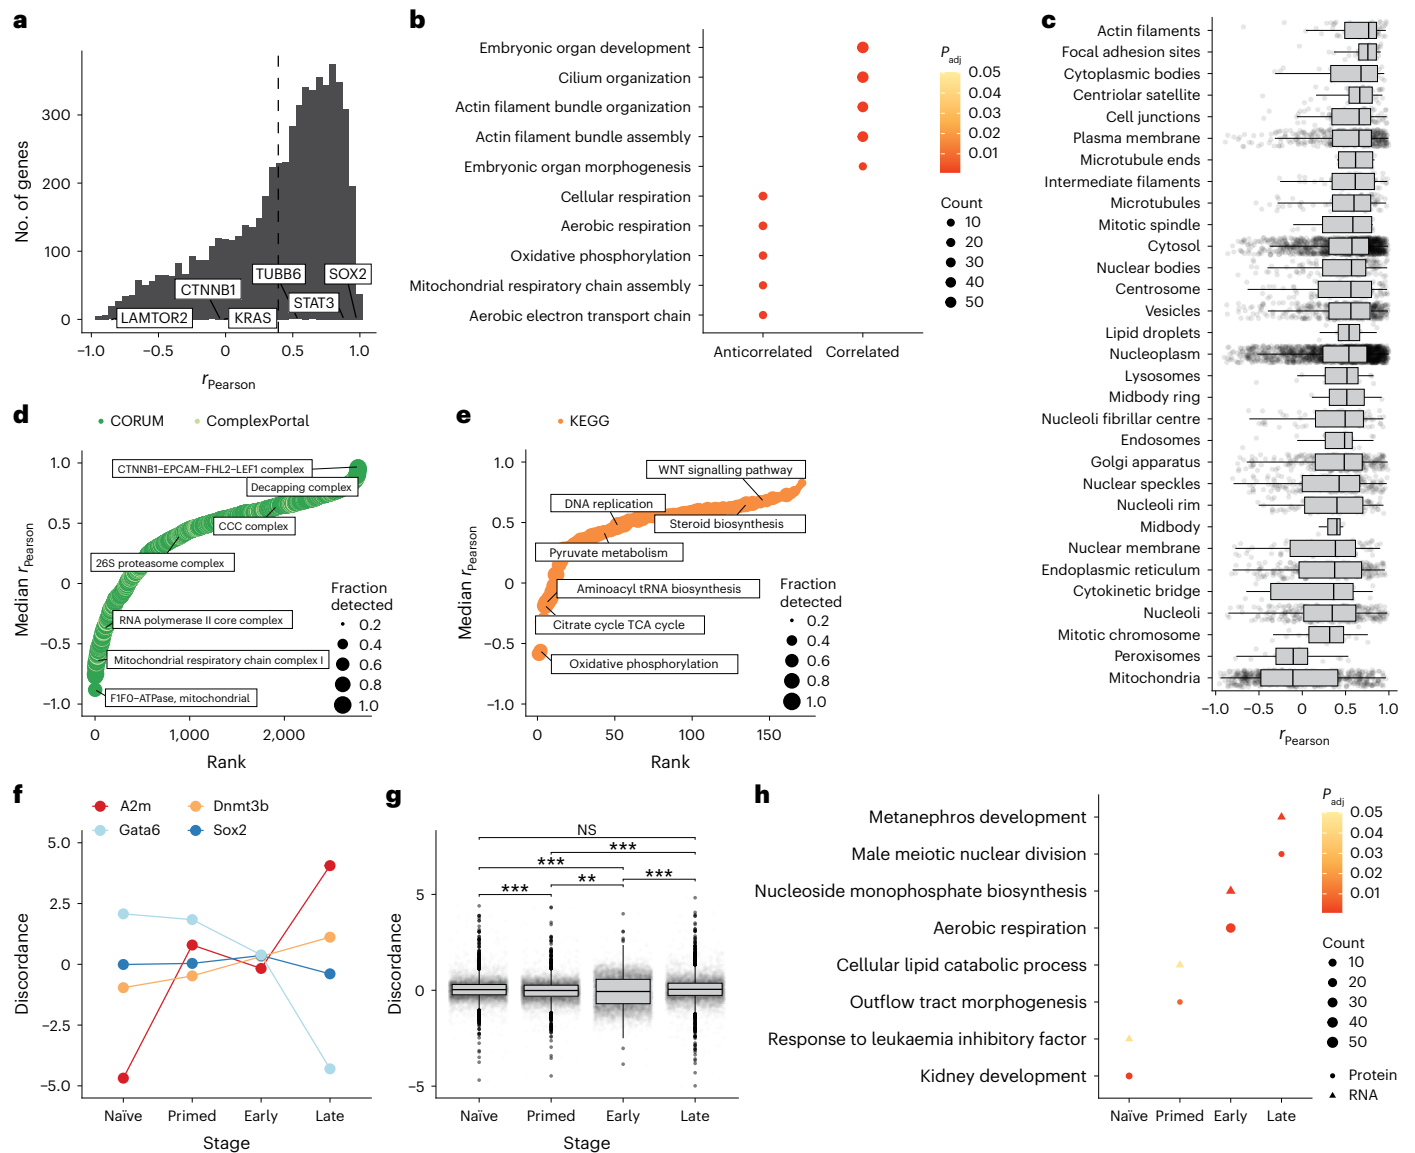 a
No. of genes
300
200
100
0
TUBB6
SOX2
CTNNB1
STAT3
LAMTOR2
KRAS
−1.0
−0.5
0
0.5
1.0
rPearson
b
Embryonic organ development
Cilium organization
Actin filament bundle organization
Actin filament bundle assembly
Embryonic organ morphogenesis
Cellular respiration
Aerobic respiration
Oxidative phosphorylation
Mitochondrial respiratory chain assembly
Aerobic electron transport chain
Anticorrelated
Correlated
Padj
0.05
0.04
0.03
0.02
0.01
Count
10
20
30
40
50
c
Actin filaments
Focal adhesion sites
Cytoplasmic bodies
Centriolar satellite
Cell junctions
Plasma membrane
Microtubule ends
Intermediate filaments
Microtubules
Mitotic spindle
Cytosol
Nuclear bodies
Centrosome
Vesicles
Lipid droplets
Nucleoplasm
Lysosomes
Midbody ring
Nucleoli fibrillar centre
Endosomes
Golgi apparatus
Nuclear speckles
Nucleoli rim
Midbody
Nuclear membrane
Endoplasmic reticulum
Cytokinetic bridge
Nucleoli
Mitotic chromosome
Peroxisomes
Mitochondria
−1.0
−0.5
0
0.5
1.0
rPearson
d
CORUM
ComplexPortal
Median rPearson
1.0
0.5
0
−0.5
−1.0
CTNNB1–EPCAM–FHL2–LEF1 complex
Decapping complex
CCC complex
26S proteasome complex
RNA polymerase II core complex
Mitochondrial respiratory chain complex I
F1F0–ATPase, mitochondrial
Fraction
detected
0.2
0.4
0.6
0.8
1.0
0
1,000
2,000
Rank
e
KEGG
Median rPearson
1.0
0.5
0
−0.5
−1.0
WNT signalling pathway
DNA replication
Steroid biosynthesis
Pyruvate metabolism
Aminoacyl tRNA biosynthesis
Citrate cycle TCA cycle
Oxidative phosphorylation
Fraction
detected
0.2
0.4
0.6
0.8
1.0
0
50
100
150
Rank
f
A2m
Dnmt3b
Gata6
Sox2
Discordance
5.0
2.5
0
−2.5
−5.0
Naïve
Primed
Early
Late
Stage
g
Discordance
5
0
−5
NS
***
***
**
***
***
Naïve
Primed
Early
Late
Stage
h
Metanephros development
Male meiotic nuclear division
Nucleoside monophosphate biosynthesis
Aerobic respiration
Cellular lipid catabolic process
Outflow tract morphogenesis
Response to leukaemia inhibitory factor
Kidney development
Naïve
Primed
Early
Late
Padj
0.05
0.04
0.03
0.02
0.01
Count
10
20
30
40
50
Protein
RNA